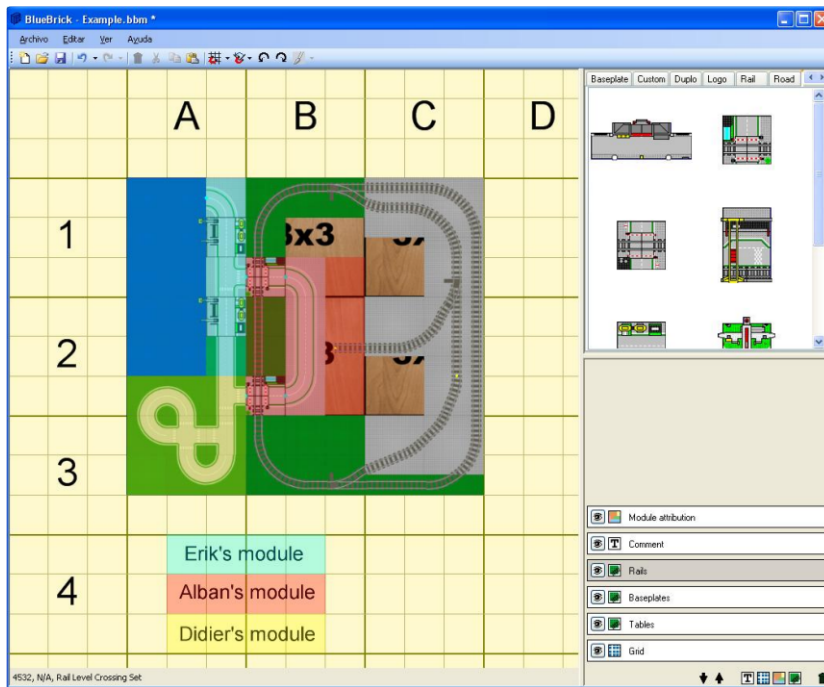 BlueBrick - Example.bbm *
Archivo Editar Ver Ayuda
Baseplate Custom Duplo Logo Rail Road
A B C D
1
2
3
4
3x3
Erik's module
Alban's module
Didier's module
Module attribution
Comment
Rails
Baseplates
Tables
Grid
4532, N/A, Rail Level Crossing Set